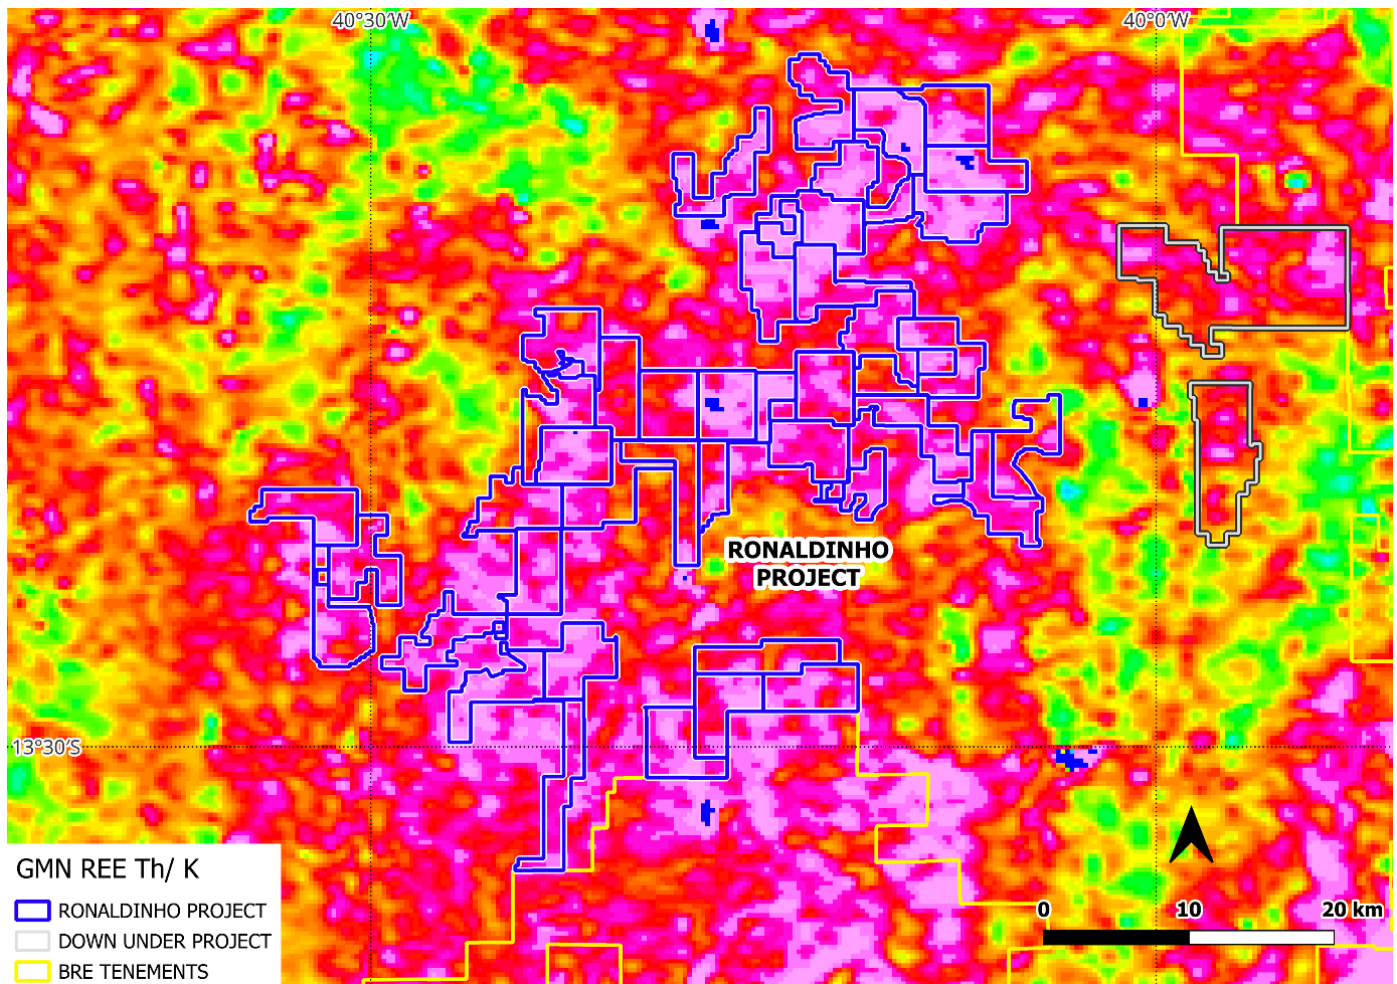 40°30′W
40°0′W
RONALDINHO
PROJECT
13°30′S
GMN REE Th/ K
RONALDINHO PROJECT
DOWN UNDER PROJECT
BRE TENEMENTS
0
10
20 km